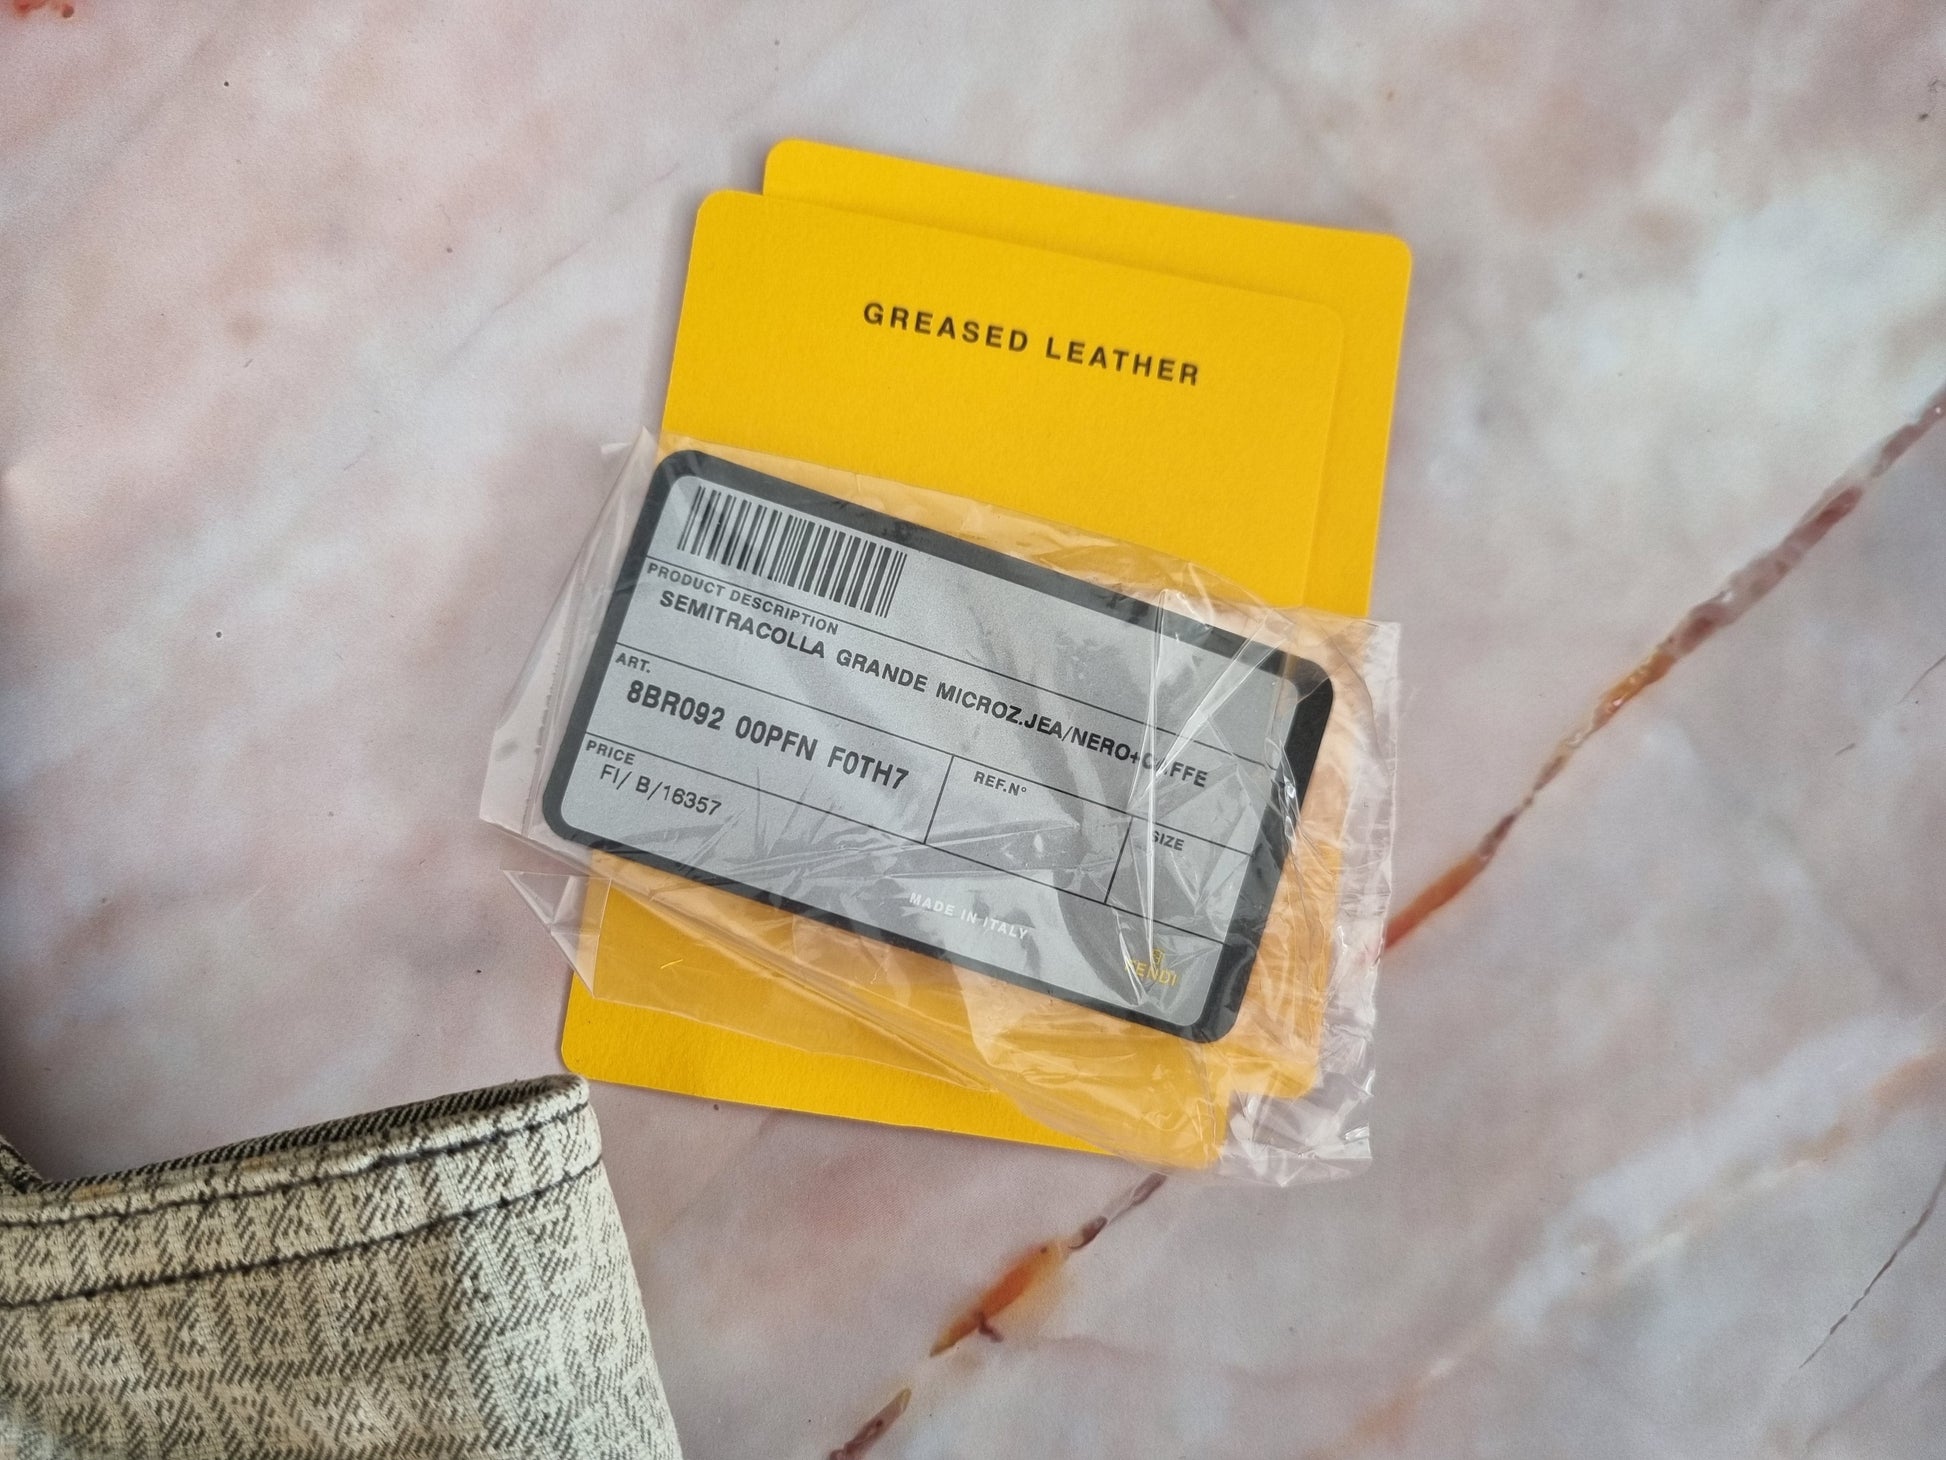 GREASED LEATHER
PRODUCT DESCRIPTION
SEMITRACOLLA GRANDE MICROZ.JEA/NERO+CAFFE
ART.
8BR092 00PFN F0TH7
REF.N°
SIZE
PRICE
FI/ B/16357
MADE IN ITALY
FENDI